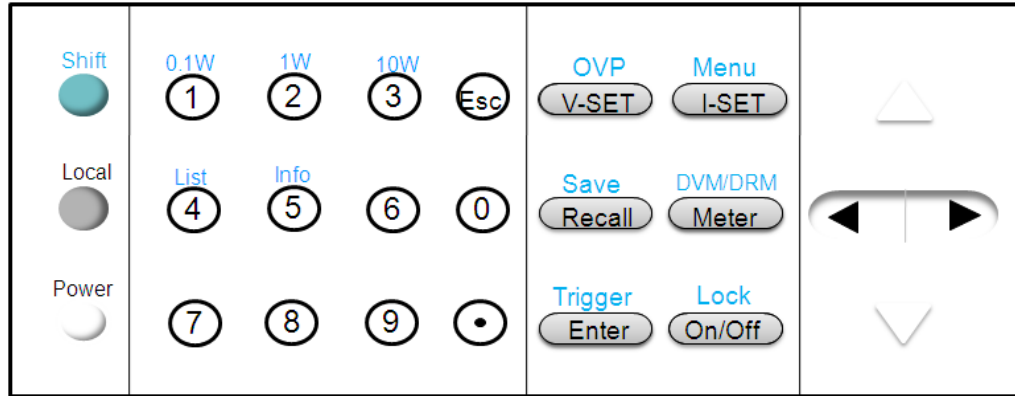 Shift
0.1W 1W 10W
1 2 3 Esc
OVP Menu
V-SET I-SET
Local
List Info
4 5 6 0
Save DVM/DRM
Recall Meter
Power
7 8 9 •
Trigger Lock
Enter On/Off